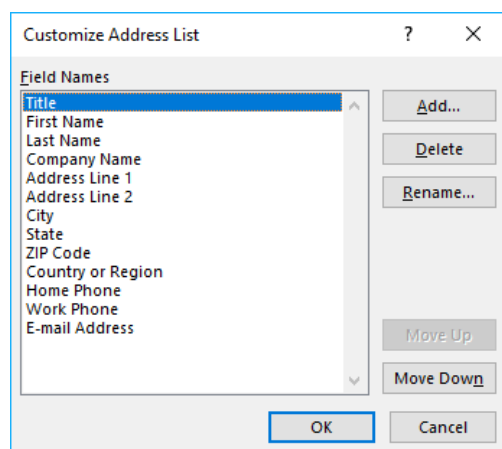 Customize Address List ?
Field Names
Title
First Name
Last Name
Company Name
Address Line 1
Address Line 2
City
State
ZIP Code
Country or Region
Home Phone
Work Phone
E-mail Address
Add...
Delete
Rename...
Move Up
Move Down
OK
Cancel